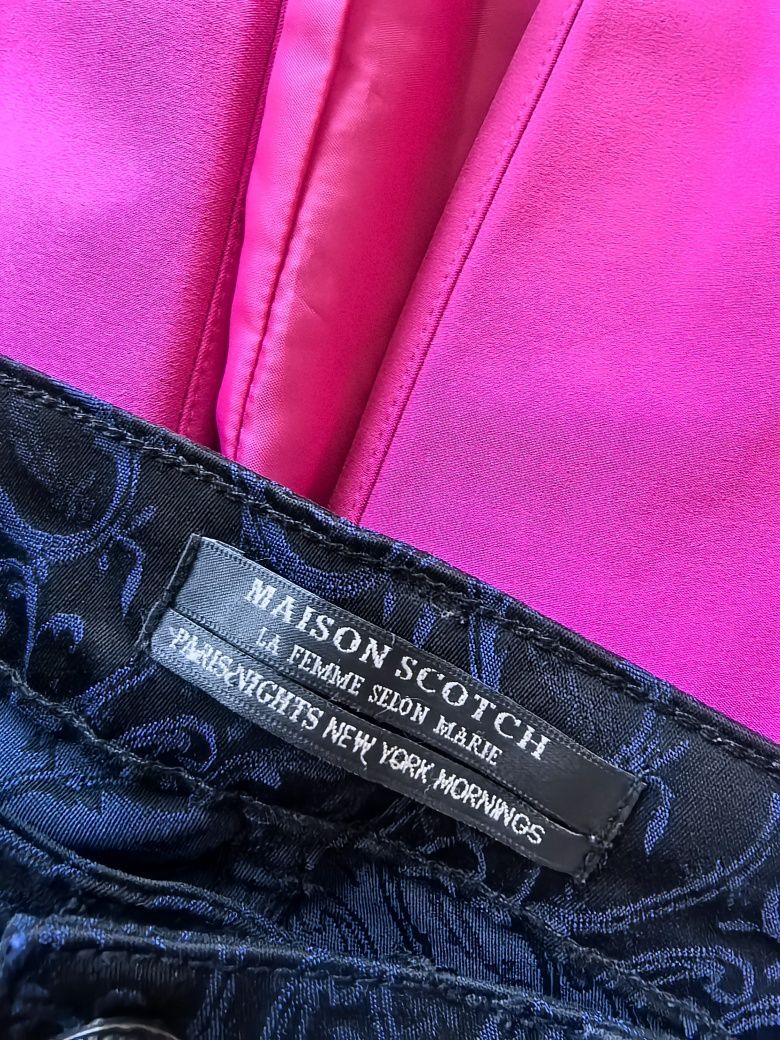 MAISON SCOTCH
LA FEMME SELON MARIE
PARIS NIGHTS NEW YORK MORNINGS